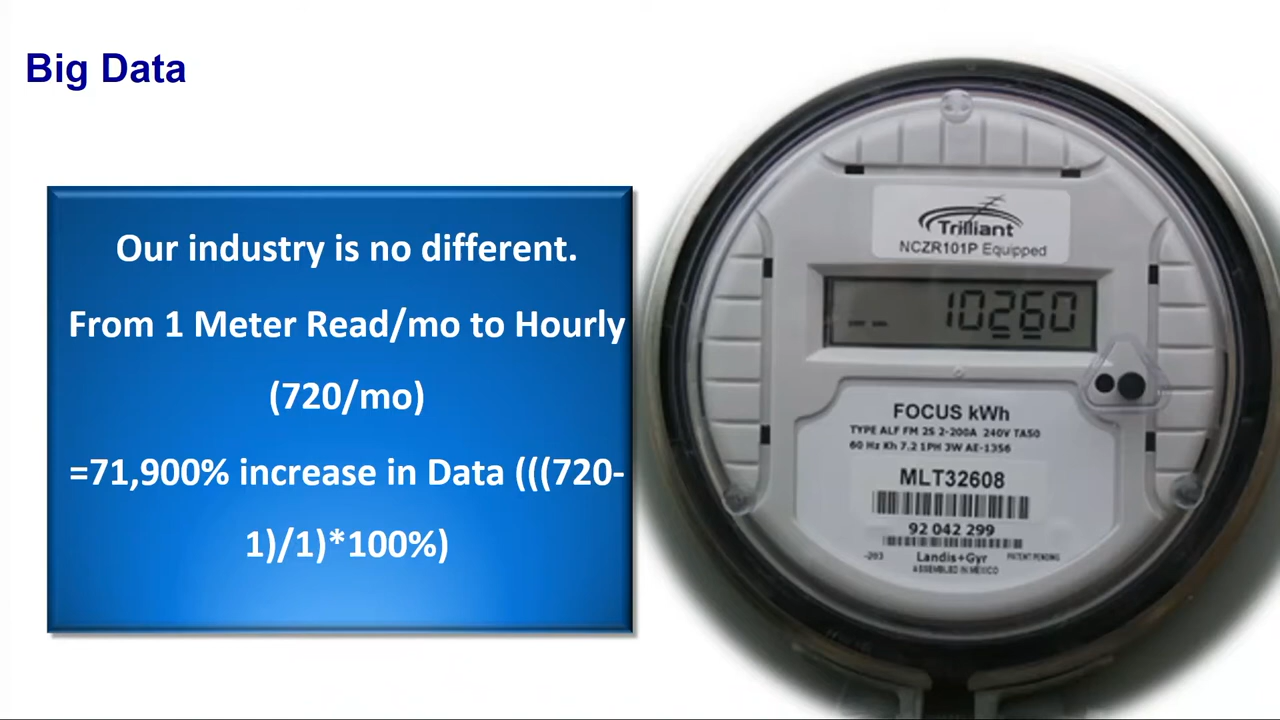 Big Data
Our industry is no different.
From 1 Meter Read/mo to Hourly
(720/mo)
=71,900% increase in Data (((720-
1)/1)*100%)
Trilliant
NCZR101P Equipped
-- 10260
FOCUS kWh
TYPE ALF FM 2S 2-200A 240V TA50
60 Hz Kh 7.2 1PH 3W AE-1356
MLT32608
92 042 299
-203 Landis+Gyr PATENT PENDING
ASSEMBLED IN MEXICO